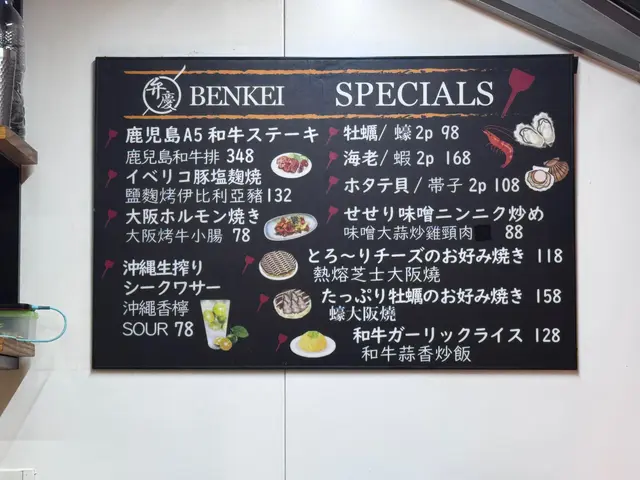 弁慶 BENKEI SPECIALS
鹿児島A5和牛ステーキ
鹿兒島和牛排 348
イベリコ豚塩麹焼
鹽麴烤伊比利亞豬132
大阪ホルモン焼き
大阪烤牛小腸 78
沖縄生搾り
シークワサー
沖繩香檸
SOUR 78
牡蠣/ 蠔 2p 98
海老/ 蝦 2p 168
ホタテ貝/ 帯子 2p 108
せせり味噌ニンニク炒め
味噌大蒜炒雞頸肉 88
とろ〜りチーズのお好み焼き 118
熱熔芝士大阪燒
たっぷり牡蠣のお好み焼き 158
蠔大阪燒
和牛ガーリックライス 128
和牛蒜香炒飯